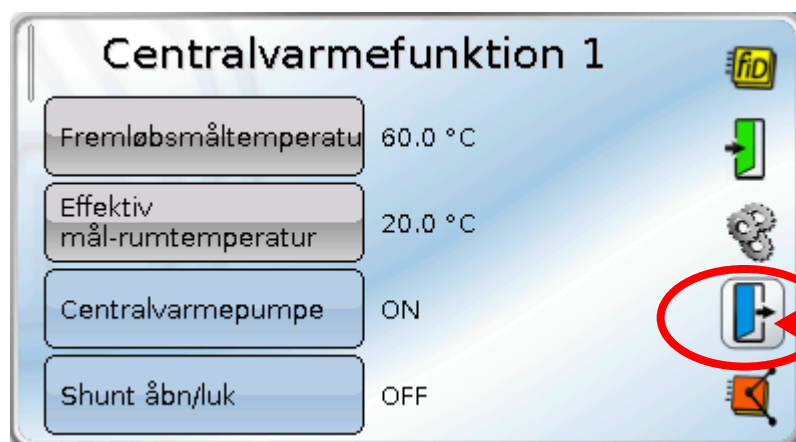 Centralvarmefunktion 1
fiD
Fremløbsmåltemperatu 60.0 °C
Effektiv
mål-rumtemperatur 20.0 °C
Centralvarmepumpe ON
Shunt åbn/luk OFF